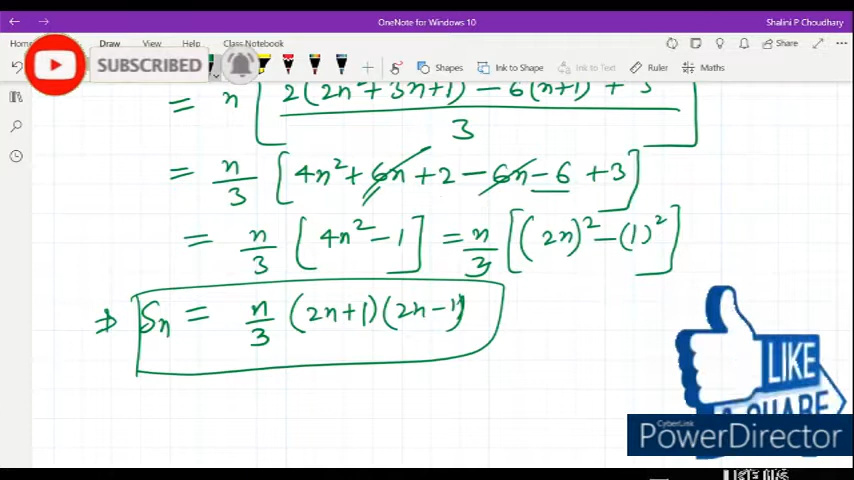 OneNote for Windows 10
Shalini P Choudhary
Home Draw View Help Class Notebook
Share
SUBSCRIBED
Shapes Ink to Shape Ink to Text Ruler Maths
= n [ 2(2n² + 3n + 1) − 6(n+1) + 3 / 3 ]
= n/3 [ 4n² + 6n + 2 − 6n − 6 + 3 ]
= n/3 [ 4n² − 1 ] = n/3 [ (2n)² − (1)² ]
⇒ Sn = n/3 (2n+1)(2n−1)
LIKE
SHARE
CyberLink
PowerDirector